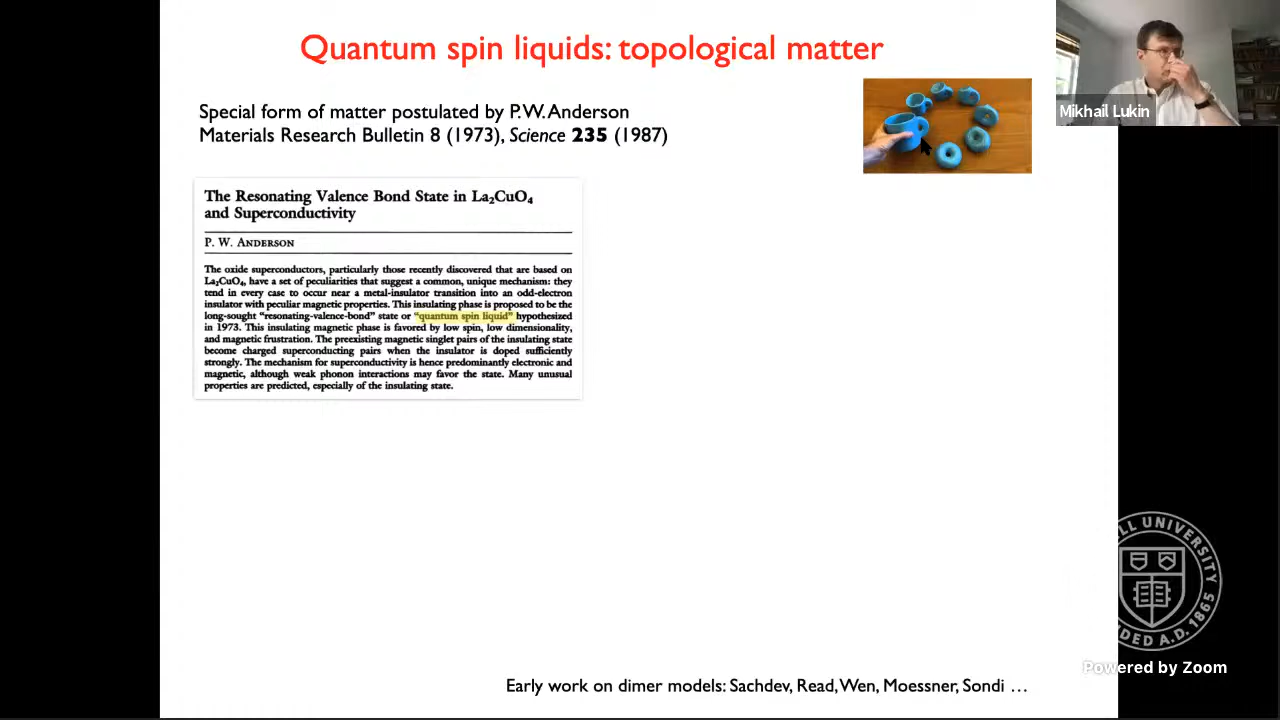 Quantum spin liquids: topological matter
Mikhail Lukin
Special form of matter postulated by P.W. Anderson
Materials Research Bulletin 8 (1973), Science 235 (1987)
The Resonating Valence Bond State in La₂CuO₄
and Superconductivity
P. W. ANDERSON
The oxide superconductors, particularly those recently discovered that are based on
La₂CuO₄, have a set of peculiarities that suggest a common, unique mechanism: they
tend in every case to occur near a metal-insulator transition into an odd-electron
insulator with peculiar magnetic properties. This insulating phase is proposed to be the
long-sought “resonating-valence-bond” state or “quantum spin liquid” hypothesized
in 1973. This insulating magnetic phase is favored by low spin, low dimensionality,
and magnetic frustration. The preexisting magnetic singlet pairs of the insulating state
become charged superconducting pairs when the insulator is doped sufficiently
strongly. The mechanism for superconductivity is hence predominantly electronic and
magnetic, although weak phonon interactions may favor the state. Many unusual
properties are predicted, especially of the insulating state.
LL UNIVERSITY
DED A.D. 1865
Powered by Zoom
Early work on dimer models: Sachdev, Read, Wen, Moessner, Sondi …